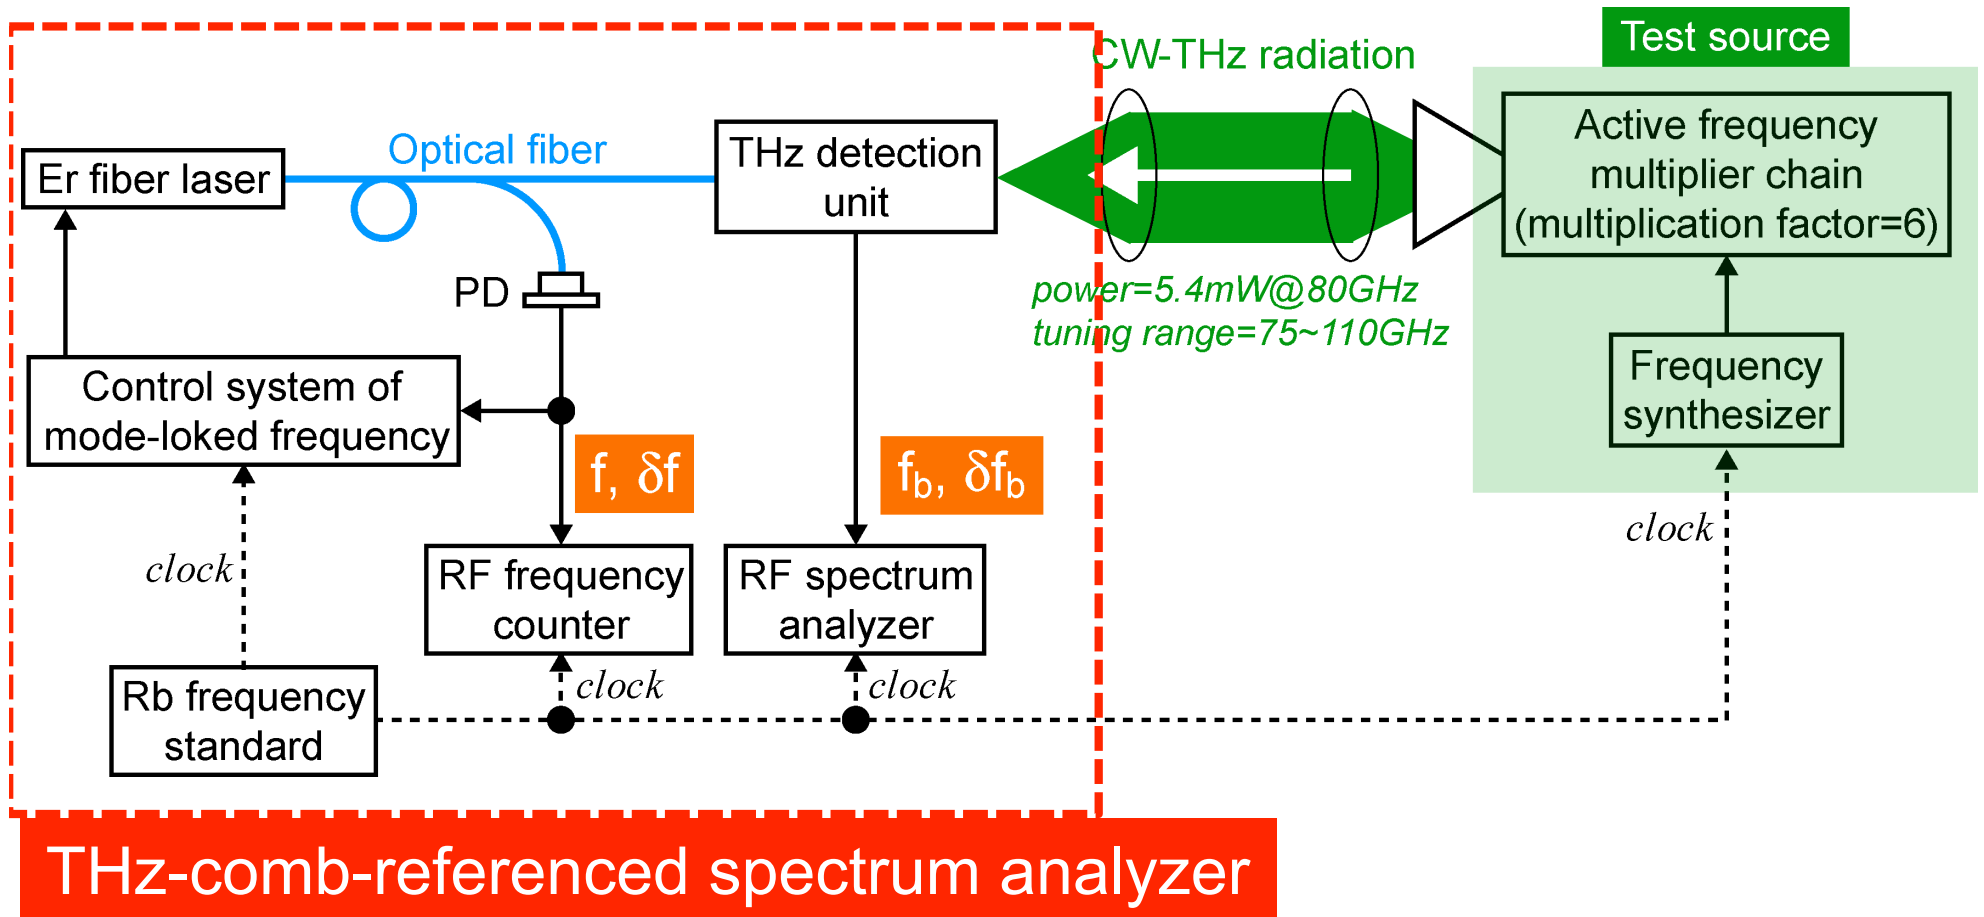 Test source
CW-THz radiation
Active frequency
multiplier chain
(multiplication factor=6)
Optical fiber
THz detection
unit
Er fiber laser
PD
power=5.4mW@80GHz
tuning range=75~110GHz
Frequency
synthesizer
Control system of
mode-loked frequency
f, δf
fb, δfb
clock
clock
RF frequency
counter
RF spectrum
analyzer
clock
clock
Rb frequency
standard
THz-comb-referenced spectrum analyzer